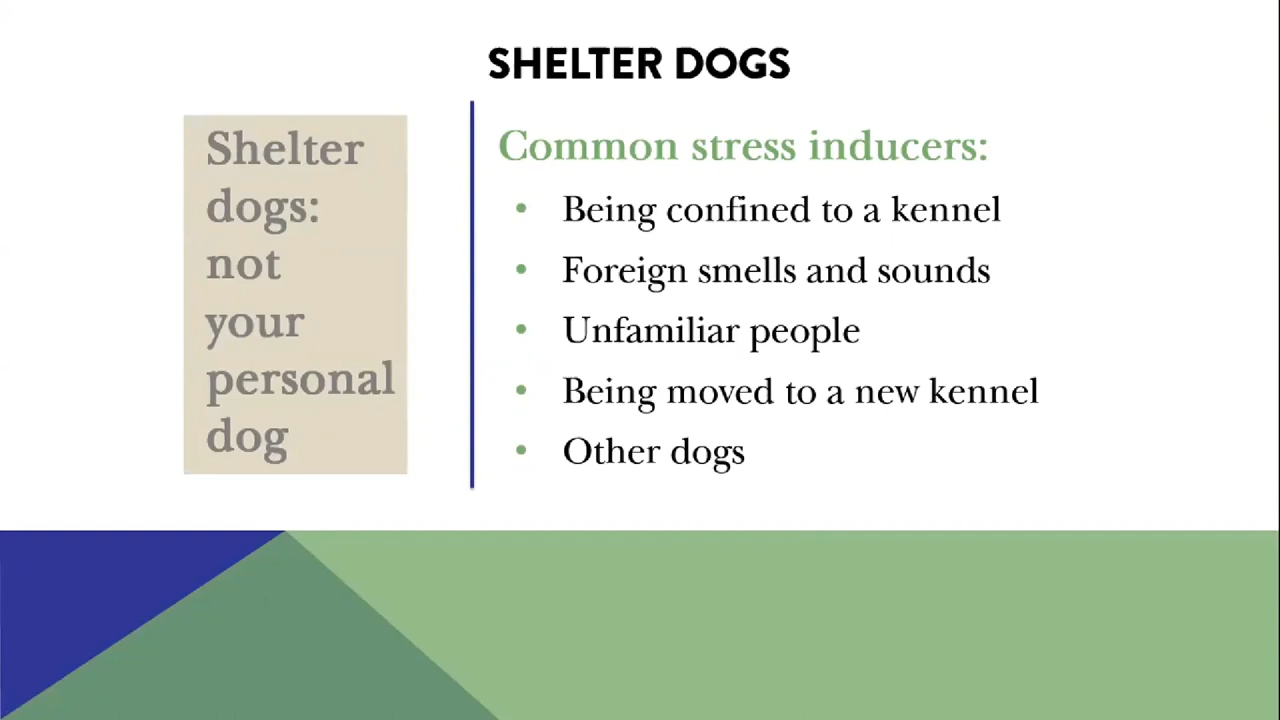 SHELTER DOGS
Shelter
dogs:
not
your
personal
dog
Common stress inducers:
• Being confined to a kennel
• Foreign smells and sounds
• Unfamiliar people
• Being moved to a new kennel
• Other dogs